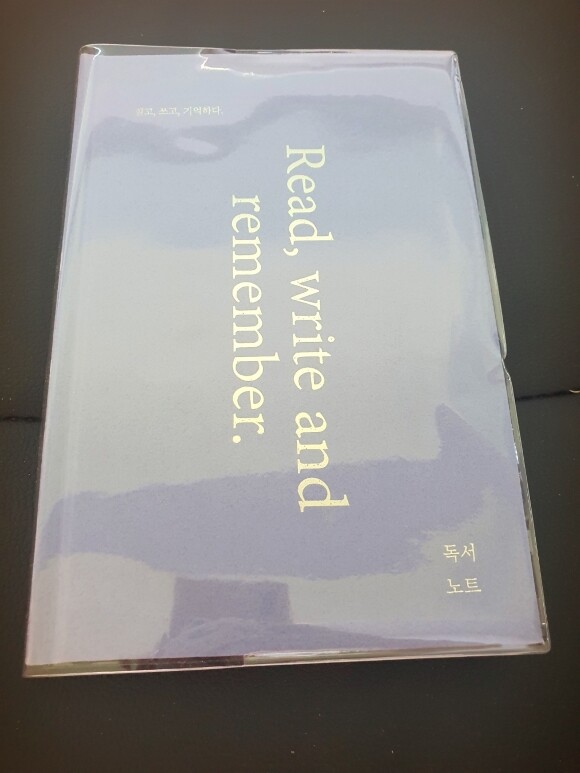 읽고, 쓰고, 기억하다.
Read, write and
remember.
독서
노트